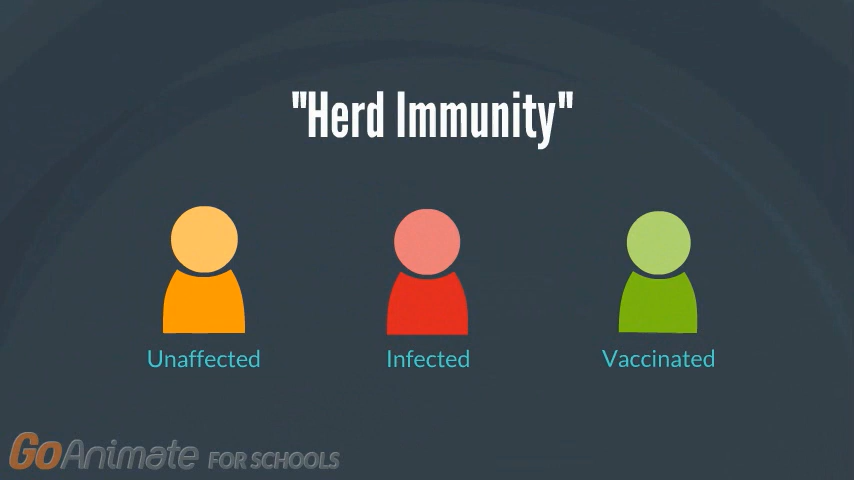 "Herd Immunity"
Unaffected
Infected
Vaccinated
GoAnimate FOR SCHOOLS